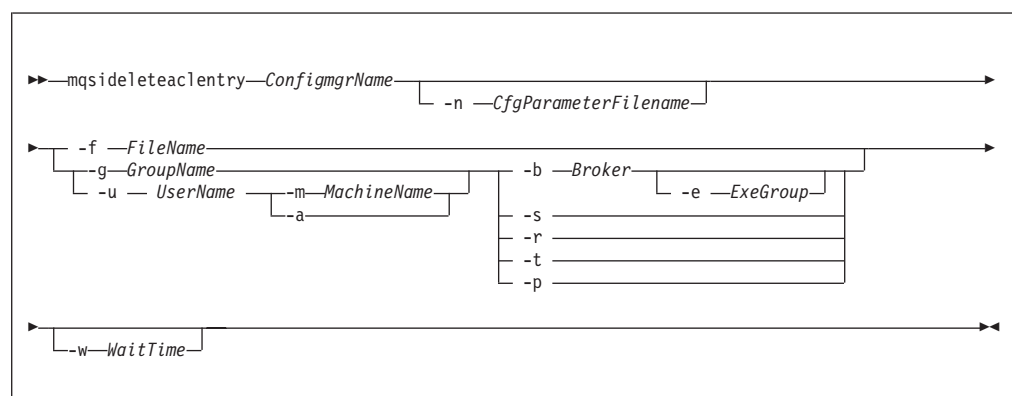 mqsideleteaclentry ConfigmgrName
-n CfgParameterFilename
-f FileName
-g GroupName -b Broker
-u UserName -m MachineName -e ExeGroup
-a -s
-r
-t
-p
-w WaitTime